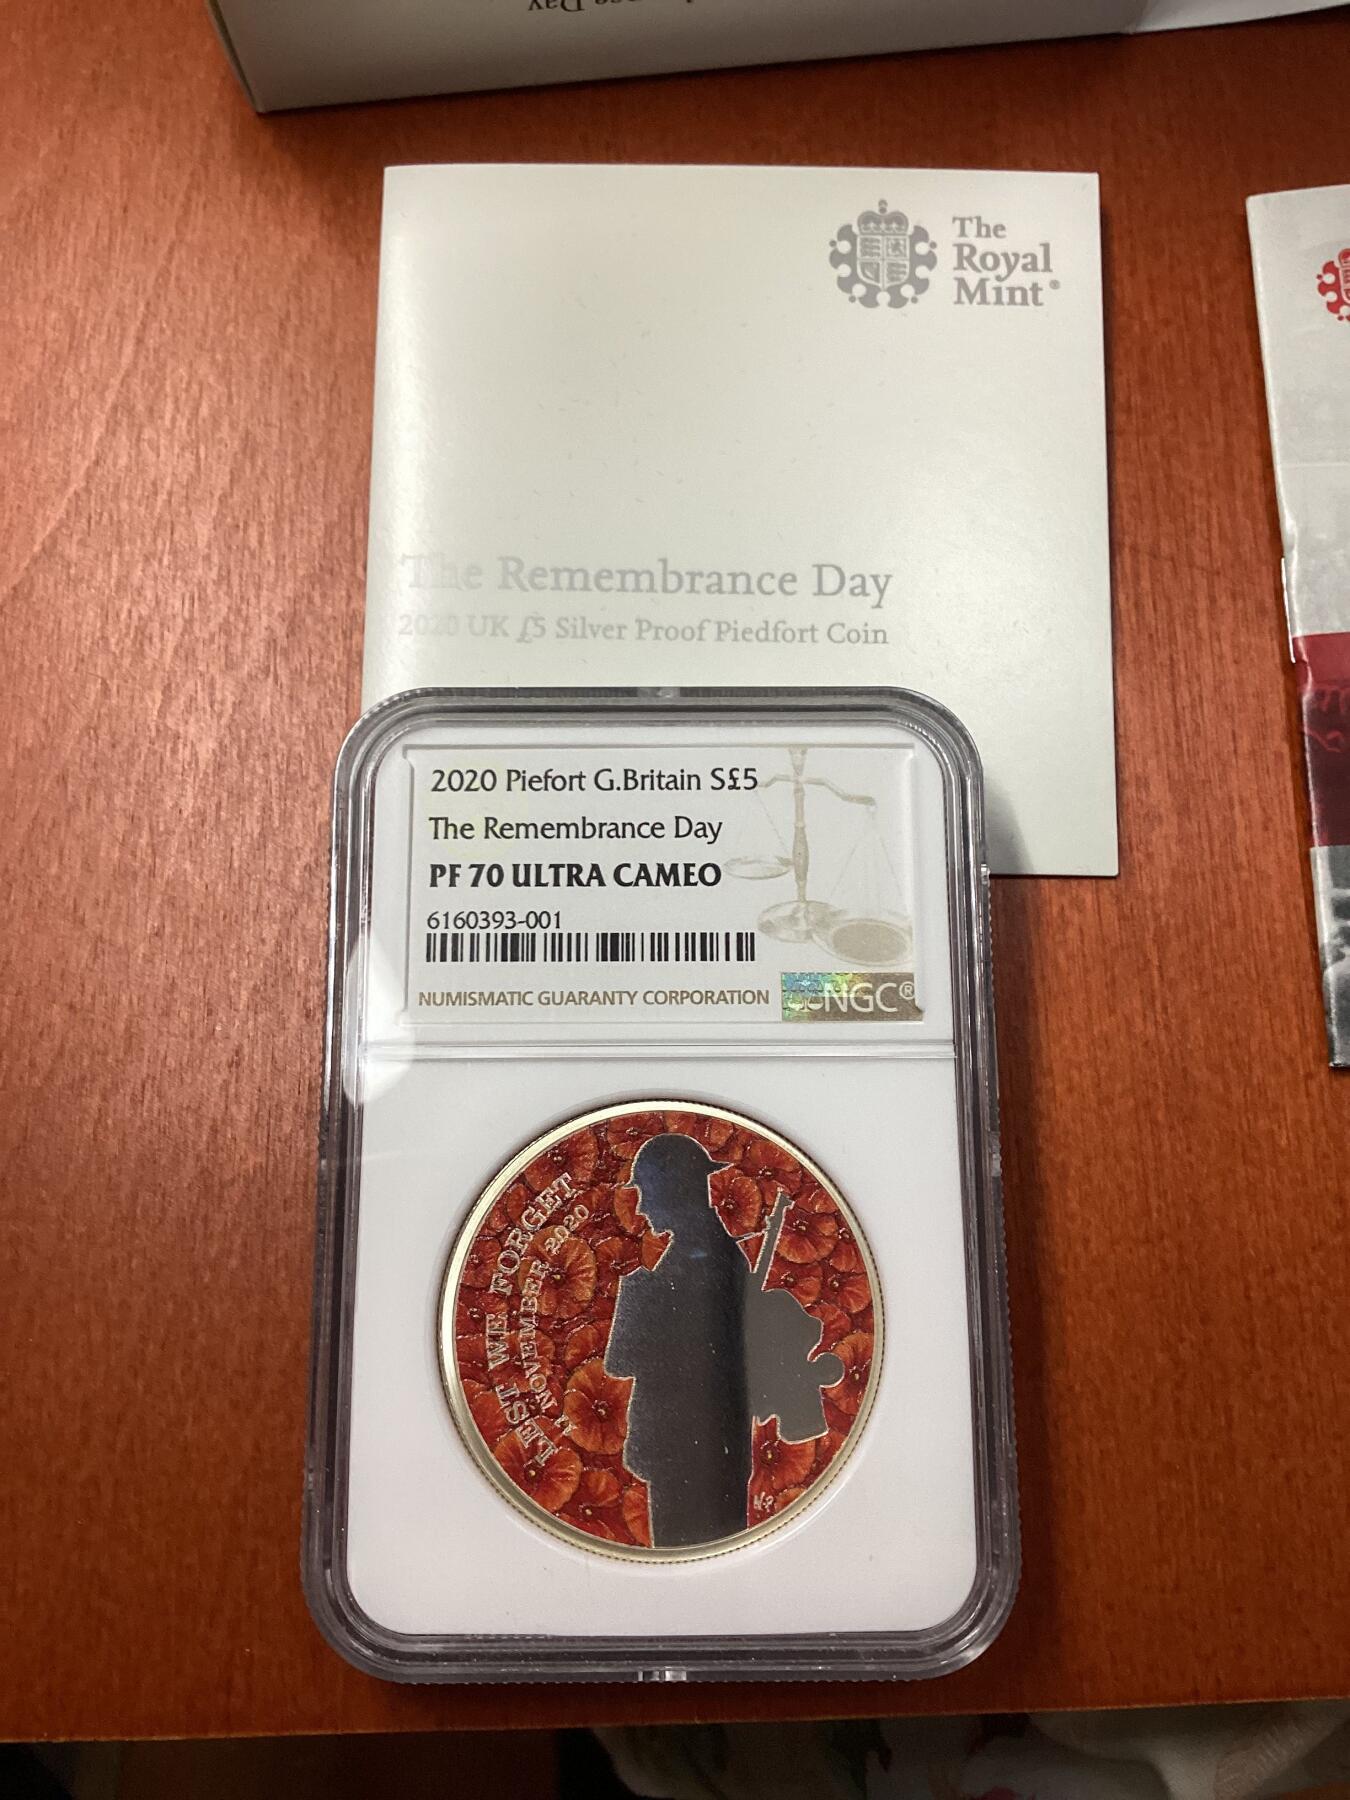 Day
The
Royal
Mint®
The Remembrance Day
2020 UK £5 Silver Proof Piedfort Coin
2020 Piefort G.Britain S£5
The Remembrance Day
PF 70 ULTRA CAMEO
6160393-001
NUMISMATIC GUARANTY CORPORATION
NGC®
LEST WE FORGET
11 NOVEMBER 2020